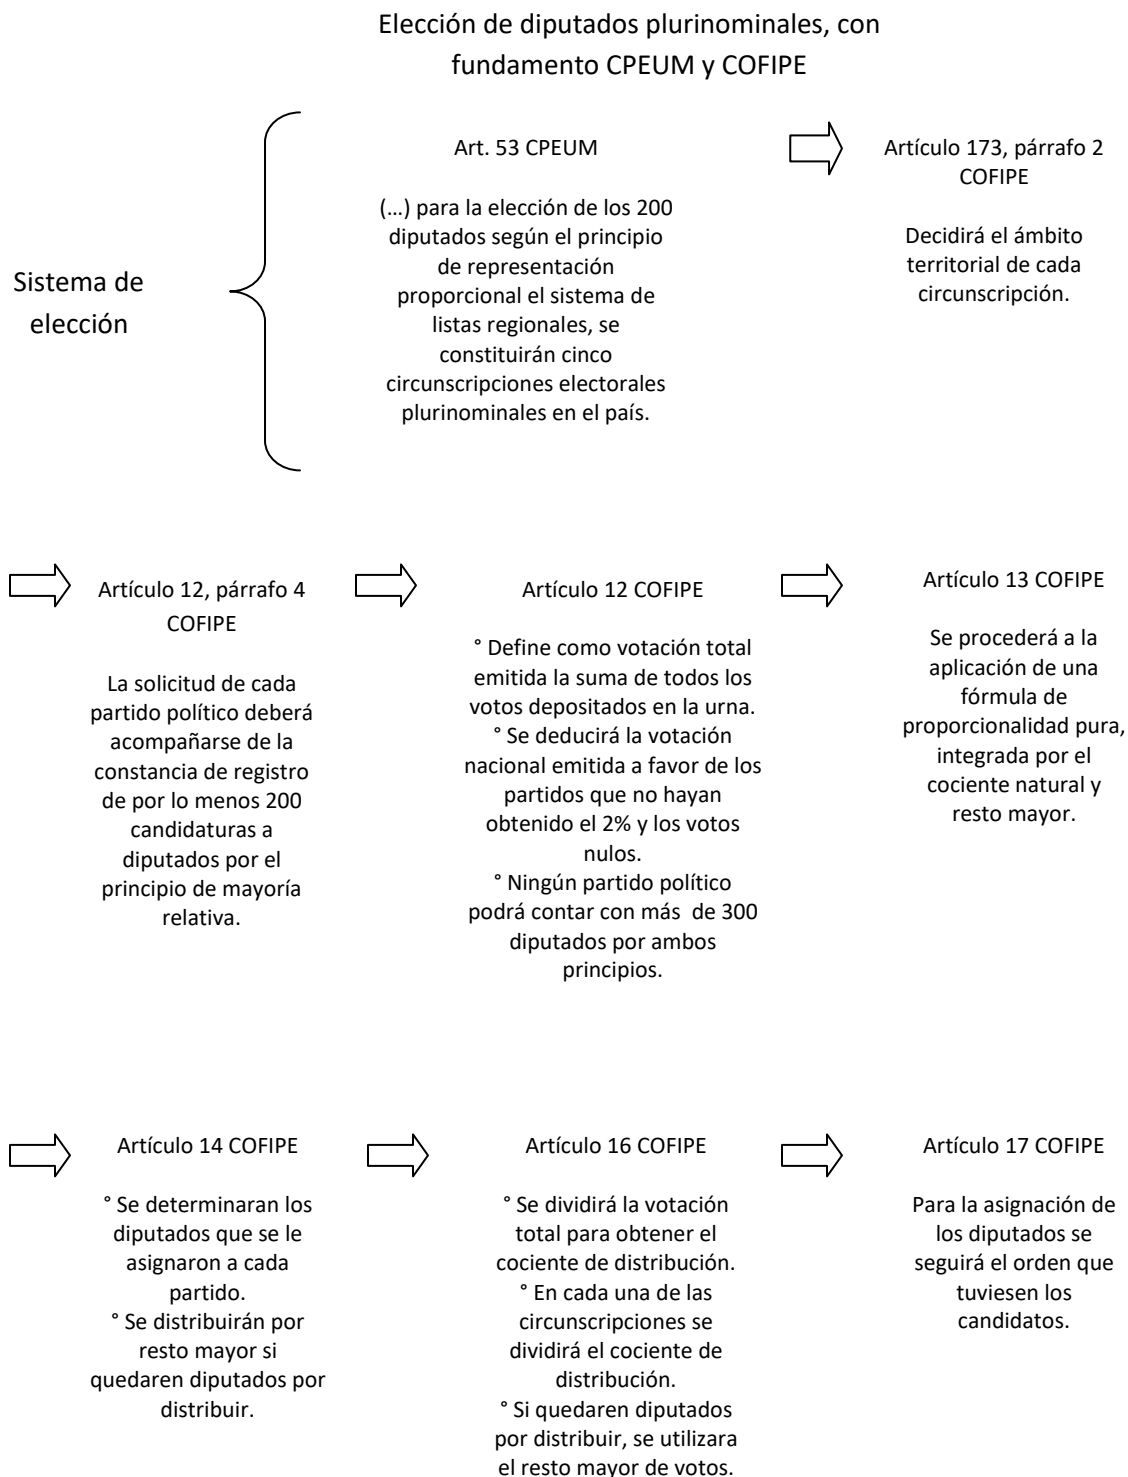 Elección de diputados plurinominales, con
fundamento CPEUM y COFIPE
Sistema de
elección
Art. 53 CPEUM
(...) para la elección de los 200
diputados según el principio
de representación
proporcional el sistema de
listas regionales, se
constituirán cinco
circunscripciones electorales
plurinominales en el país.
Artículo 173, párrafo 2
COFIPE
Decidirá el ámbito
territorial de cada
circunscripción.
Artículo 12, párrafo 4
COFIPE
La solicitud de cada
partido político deberá
acompañarse de la
constancia de registro
de por lo menos 200
candidaturas a
diputados por el
principio de mayoría
relativa.
Artículo 12 COFIPE
° Define como votación total
emitida la suma de todos los
votos depositados en la urna.
° Se deducirá la votación
nacional emitida a favor de los
partidos que no hayan
obtenido el 2% y los votos
nulos.
° Ningún partido político
podrá contar con más  de 300
diputados por ambos
principios.
Artículo 13 COFIPE
Se procederá a la
aplicación de una
fórmula de
proporcionalidad pura,
integrada por el
cociente natural y
resto mayor.
Artículo 14 COFIPE
° Se determinaran los
diputados que se le
asignaron a cada
partido.
° Se distribuirán por
resto mayor si
quedaren diputados por
distribuir.
Artículo 16 COFIPE
° Se dividirá la votación
total para obtener el
cociente de distribución.
° En cada una de las
circunscripciones se
dividirá el cociente de
distribución.
° Si quedaren diputados
por distribuir, se utilizara
el resto mayor de votos.
Artículo 17 COFIPE
Para la asignación de
los diputados se
seguirá el orden que
tuviesen los
candidatos.